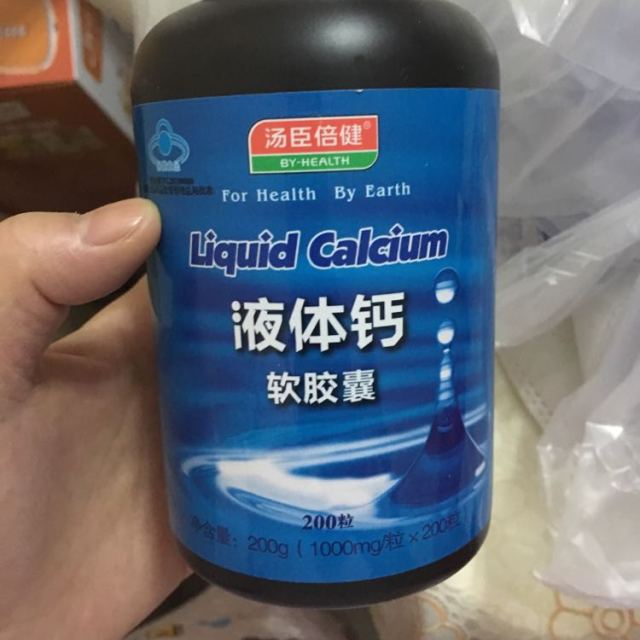 汤臣倍健®
BY-HEALTH
For Health By Earth
Liquid Calcium
液体钙
软胶囊
200粒
净含量：200g（1000mg/粒×200粒